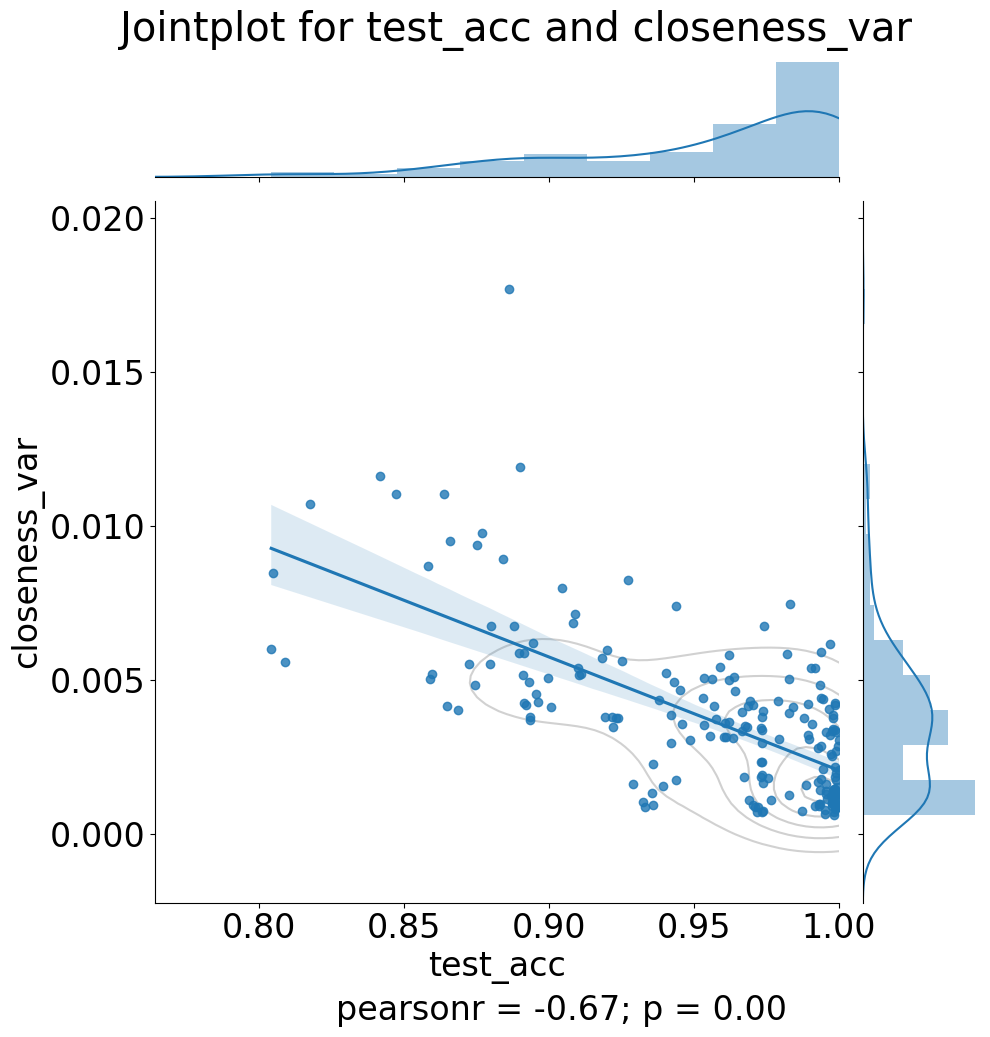 Jointplot for test_acc and closeness_var
0.020
0.015
0.010
0.005
0.000
closeness_var
0.80 0.85 0.90 0.95 1.00
test_acc
pearsonr = -0.67; p = 0.00